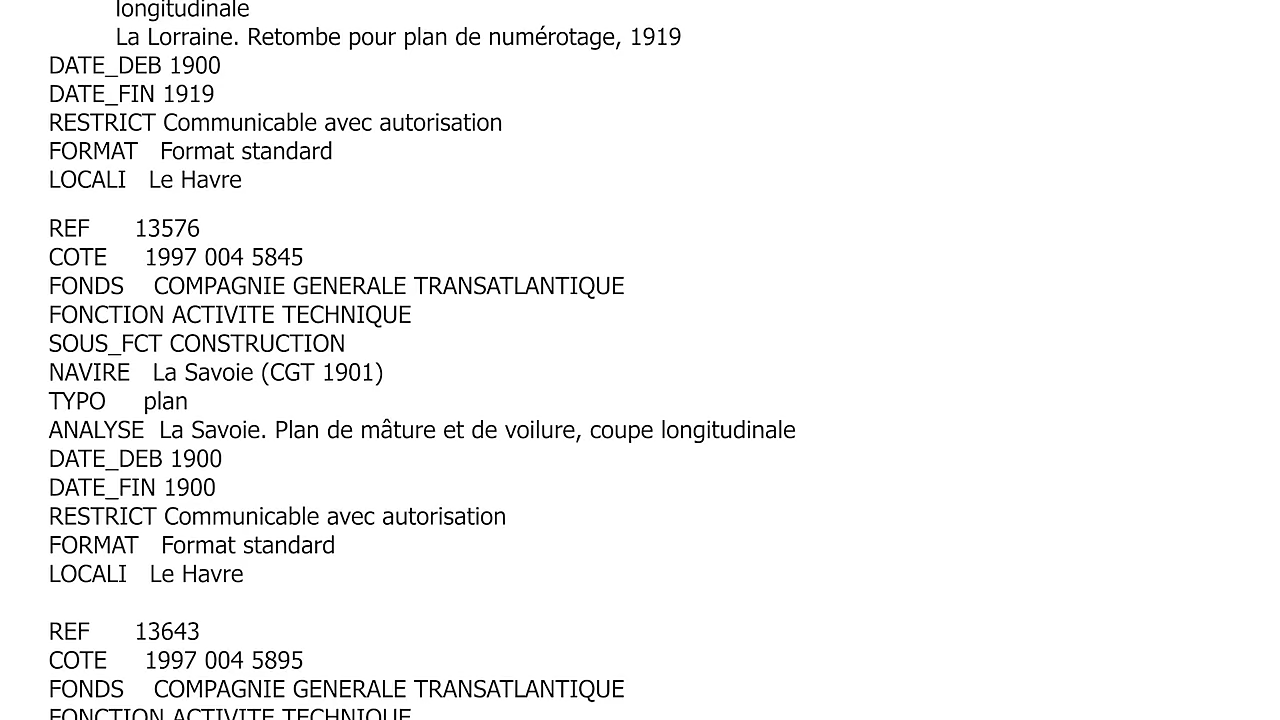 longitudinale
La Lorraine. Retombe pour plan de numérotage, 1919
DATE_DEB 1900
DATE_FIN 1919
RESTRICT Communicable avec autorisation
FORMAT Format standard
LOCALI Le Havre
REF 13576
COTE 1997 004 5845
FONDS COMPAGNIE GENERALE TRANSATLANTIQUE
FONCTION ACTIVITE TECHNIQUE
SOUS_FCT CONSTRUCTION
NAVIRE La Savoie (CGT 1901)
TYPO plan
ANALYSE La Savoie. Plan de mâture et de voilure, coupe longitudinale
DATE_DEB 1900
DATE_FIN 1900
RESTRICT Communicable avec autorisation
FORMAT Format standard
LOCALI Le Havre
REF 13643
COTE 1997 004 5895
FONDS COMPAGNIE GENERALE TRANSATLANTIQUE
FONCTION ACTIVITE TECHNIQUE